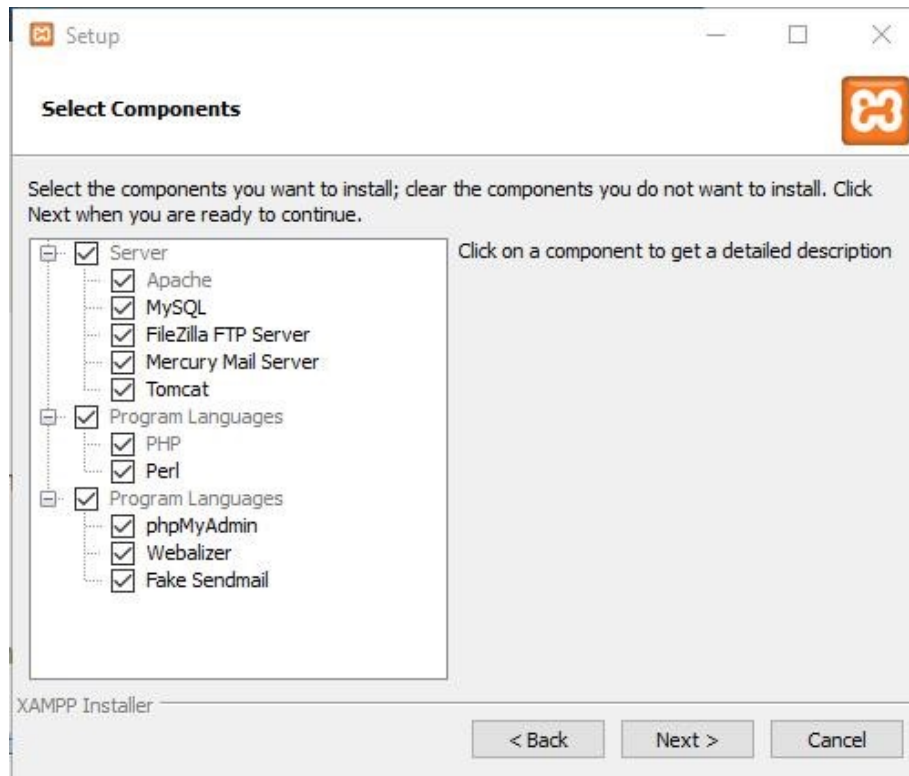 Setup
Select Components
Select the components you want to install; clear the components you do not want to install. Click
Next when you are ready to continue.
Server
Apache
MySQL
FileZilla FTP Server
Mercury Mail Server
Tomcat
Program Languages
PHP
Perl
Program Languages
phpMyAdmin
Webalizer
Fake Sendmail
Click on a component to get a detailed description
XAMPP Installer
< Back
Next >
Cancel